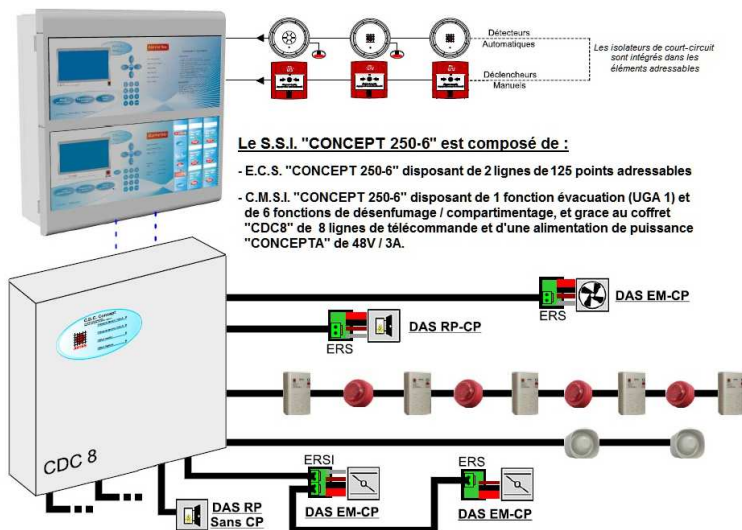 Détecteurs
Automatiques
Déclencheurs
Manuels
Les isolateurs de court-circuit
sont intégrés dans les
éléments adressables
Le S.S.I. "CONCEPT 250-6" est composé de :
- E.C.S. "CONCEPT 250-6" disposant de 2 lignes de 125 points adressables
- C.M.S.I. "CONCEPT 250-6" disposant de 1 fonction évacuation (UGA 1) et
de 6 fonctions de désenfumage / compartimentage, et grace au coffret
"CDC8" de 8 lignes de télécommande et d'une alimentation de puissance
"CONCEPTA" de 48V / 3A.
ERS
DAS EM-CP
ERS
DAS RP-CP
C.D.C. Concept
CDC 8
DAS RP
Sans CP
ERSI
DAS EM-CP
ERS
DAS EM-CP